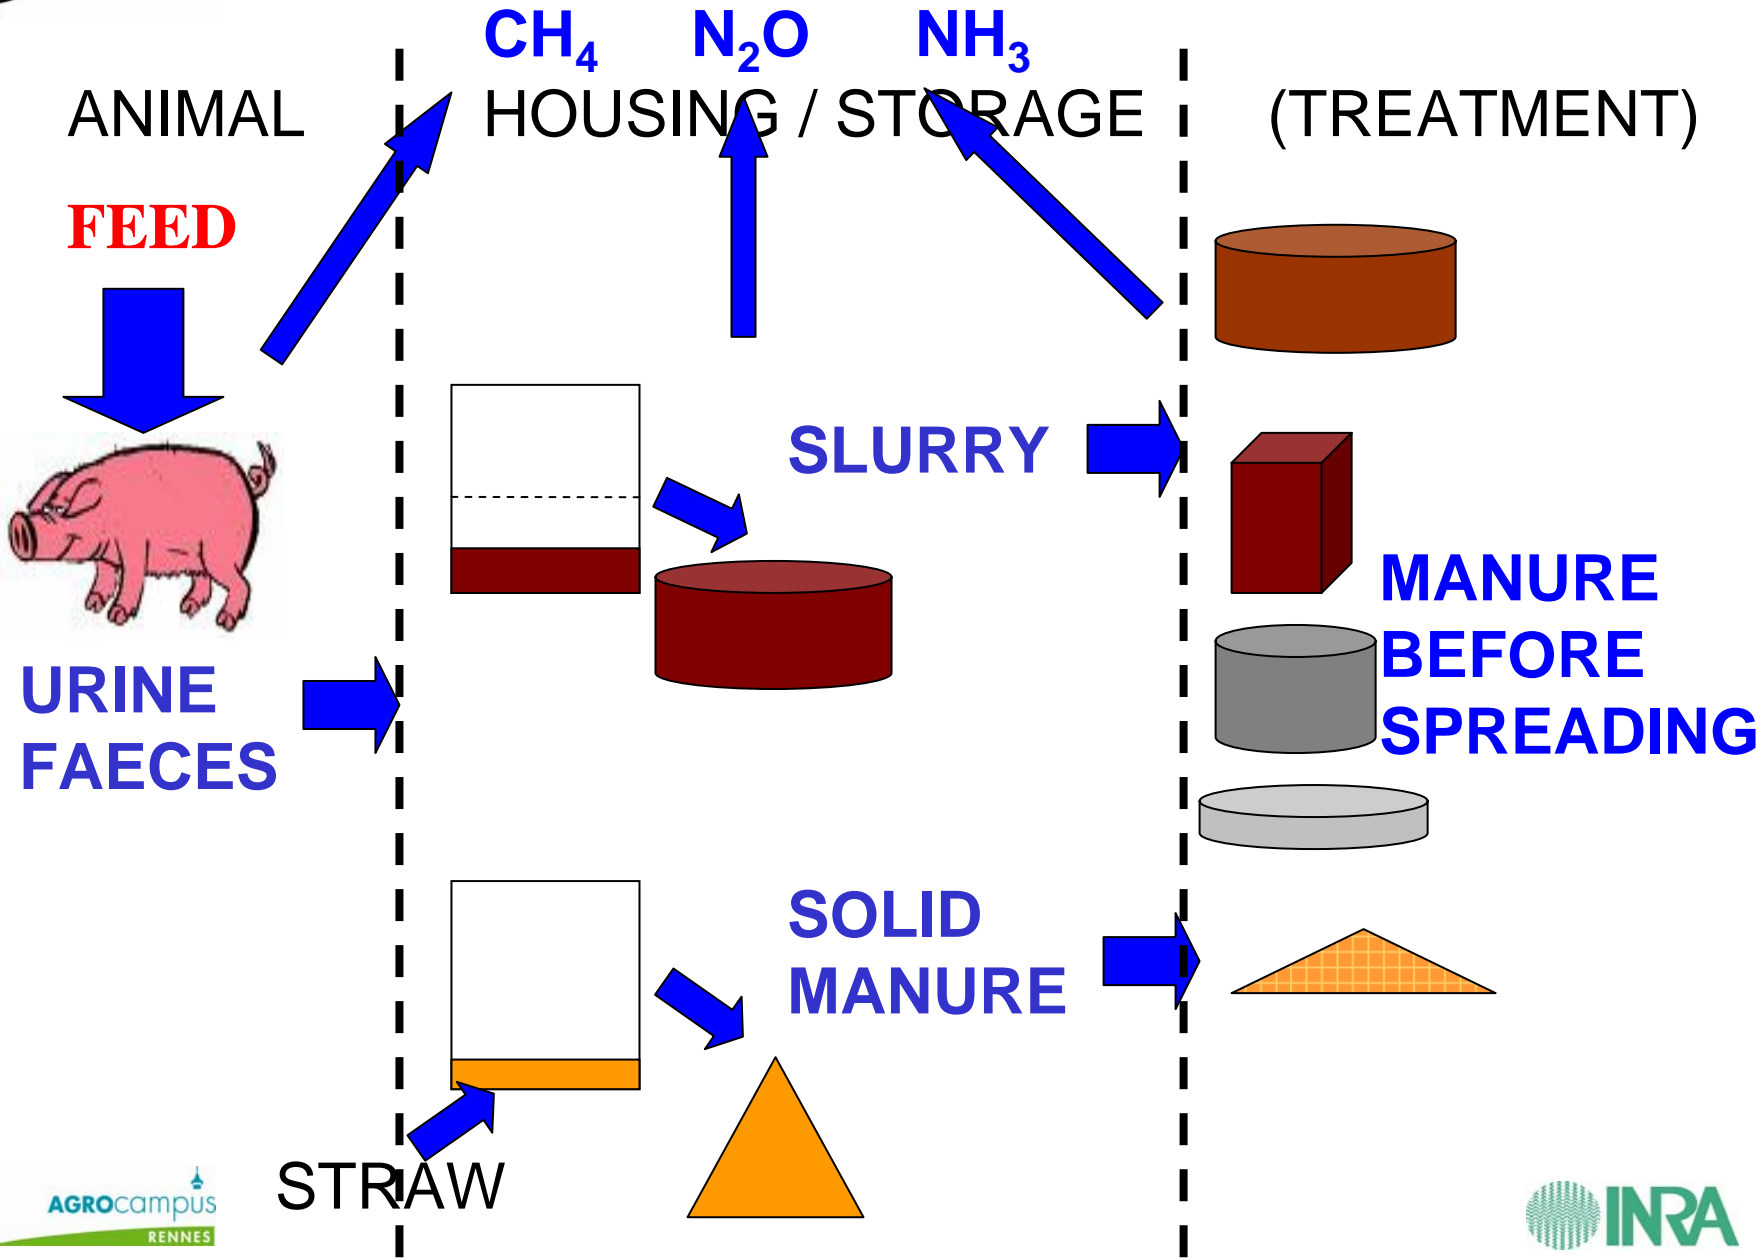 CH4 N2O NH3
ANIMAL HOUSING / STORAGE (TREATMENT)
FEED
SLURRY
MANURE
BEFORE
SPREADING
URINE
FAECES
SOLID
MANURE
STRAW
AGROcampus
RENNES
INRA